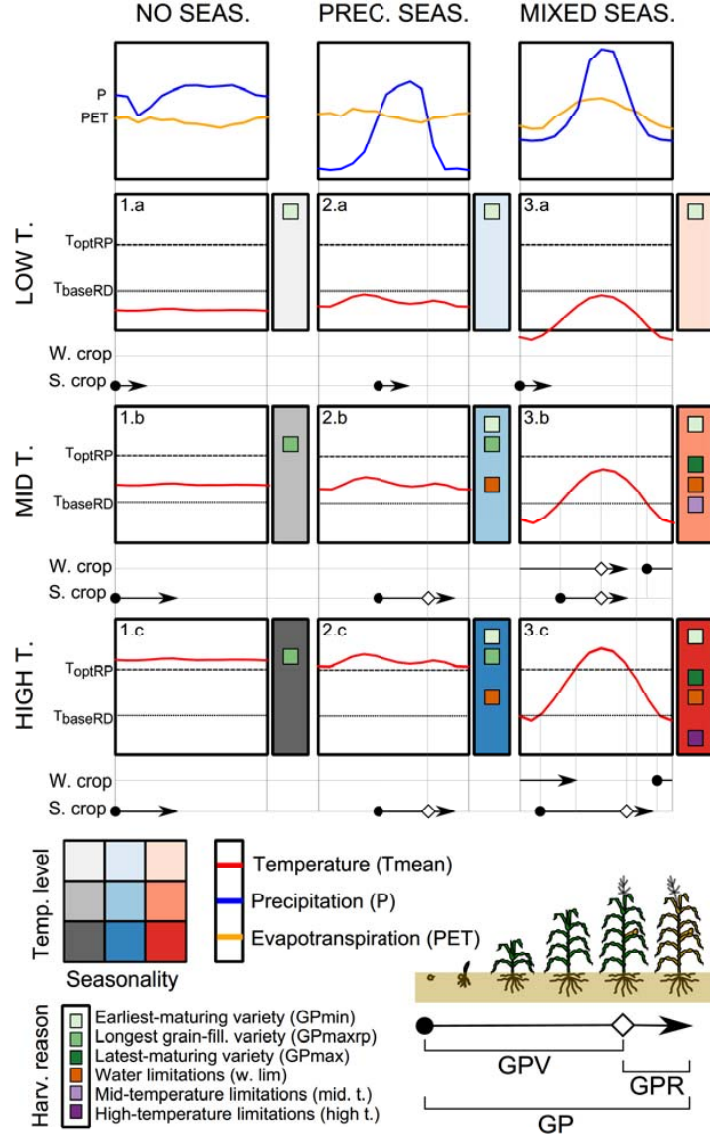 NO SEAS. PREC. SEAS. MIXED SEAS.
P
PET
LOW T.
1.a 2.a 3.a
ToptRP
TbaseRD
W. crop
S. crop
MID T.
1.b 2.b 3.b
ToptRP
TbaseRD
W. crop
S. crop
HIGH T.
1.c 2.c 3.c
ToptRP
TbaseRD
W. crop
S. crop
Temp. level
Seasonality
Temperature (Tmean)
Precipitation (P)
Evapotranspiration (PET)
Harv. reason
Earliest-maturing variety (GPmin)
Longest grain-fill. variety (GPmaxrp)
Latest-maturing variety (GPmax)
Water limitations (w. lim)
Mid-temperature limitations (mid. t.)
High-temperature limitations (high t.)
GPV
GPR
GP